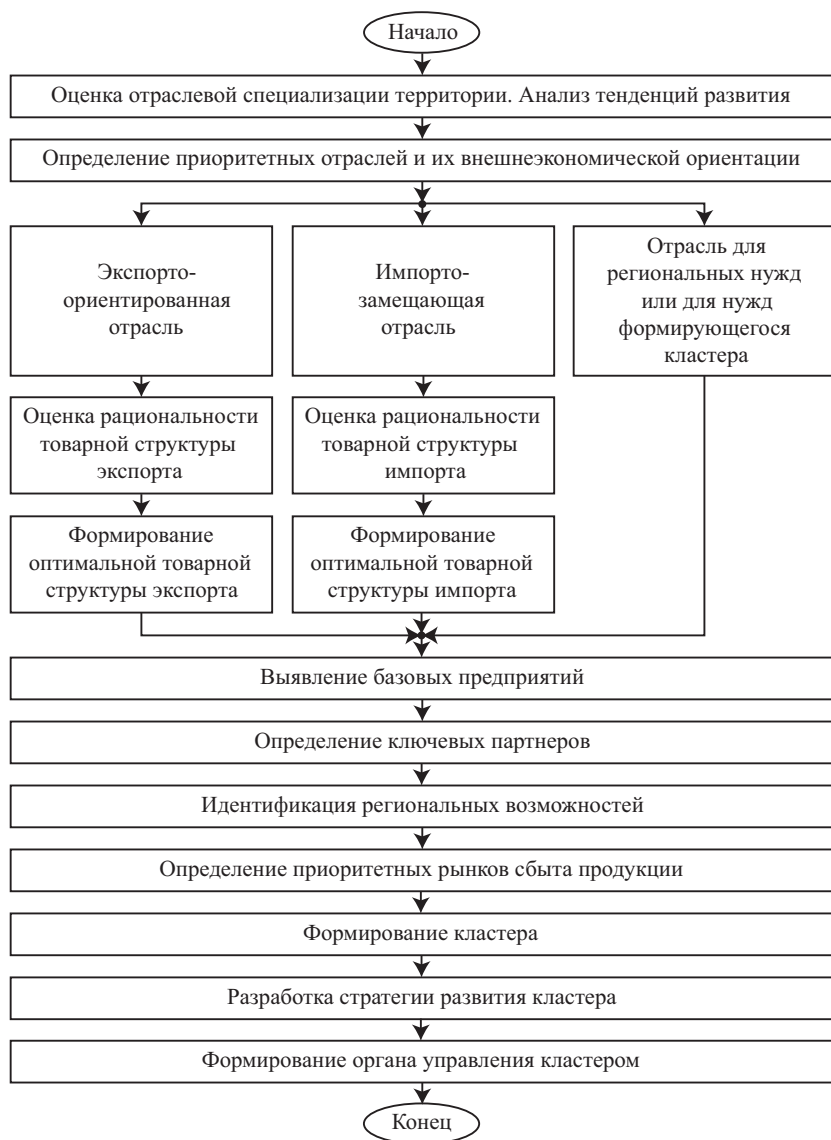 Начало
Оценка отраслевой специализации территории. Анализ тенденций развития
Определение приоритетных отраслей и их внешнеэкономической ориентации
Экспорто-
ориентированная
отрасль
Импорто-
замещающая
отрасль
Отрасль для
региональных нужд
или для нужд
формирующегося
кластера
Оценка рациональности
товарной структуры
экспорта
Оценка рациональности
товарной структуры
импорта
Формирование
оптимальной товарной
структуры экспорта
Формирование
оптимальной товарной
структуры импорта
Выявление базовых предприятий
Определение ключевых партнеров
Идентификация региональных возможностей
Определение приоритетных рынков сбыта продукции
Формирование кластера
Разработка стратегии развития кластера
Формирование органа управления кластером
Конец